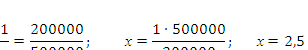 1/ = 200000/500000; x = 1·500000/200000; x = 2,5